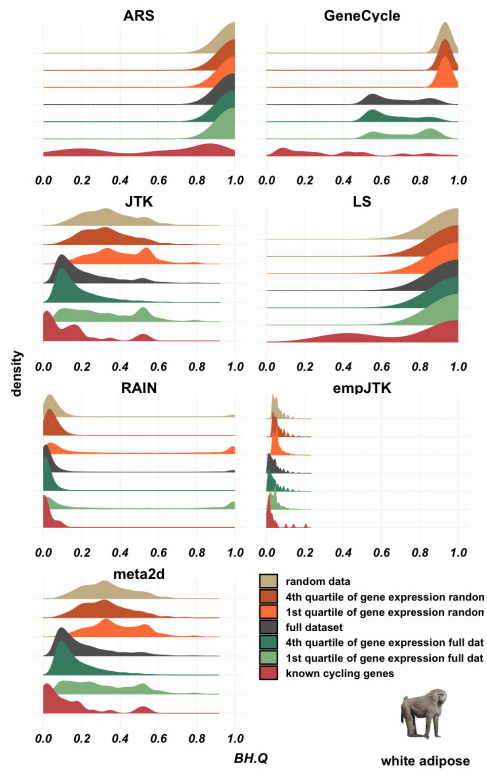 ARS
GeneCycle
0.0 0.2 0.4 0.6 0.8 1.0
0.0 0.2 0.4 0.6 0.8 1.0
JTK
LS
0.0 0.2 0.4 0.6 0.8 1.0
0.0 0.2 0.4 0.6 0.8 1.0
density
RAIN
empJTK
0.0 0.2 0.4 0.6 0.8 1.0
0.0 0.2 0.4 0.6 0.8 1.0
meta2d
0.0 0.2 0.4 0.6 0.8 1.0
random data
4th quartile of gene expression random
1st quartile of gene expression random
full dataset
4th quartile of gene expression full dat
1st quartile of gene expression full dat
known cycling genes
BH.Q
white adipose